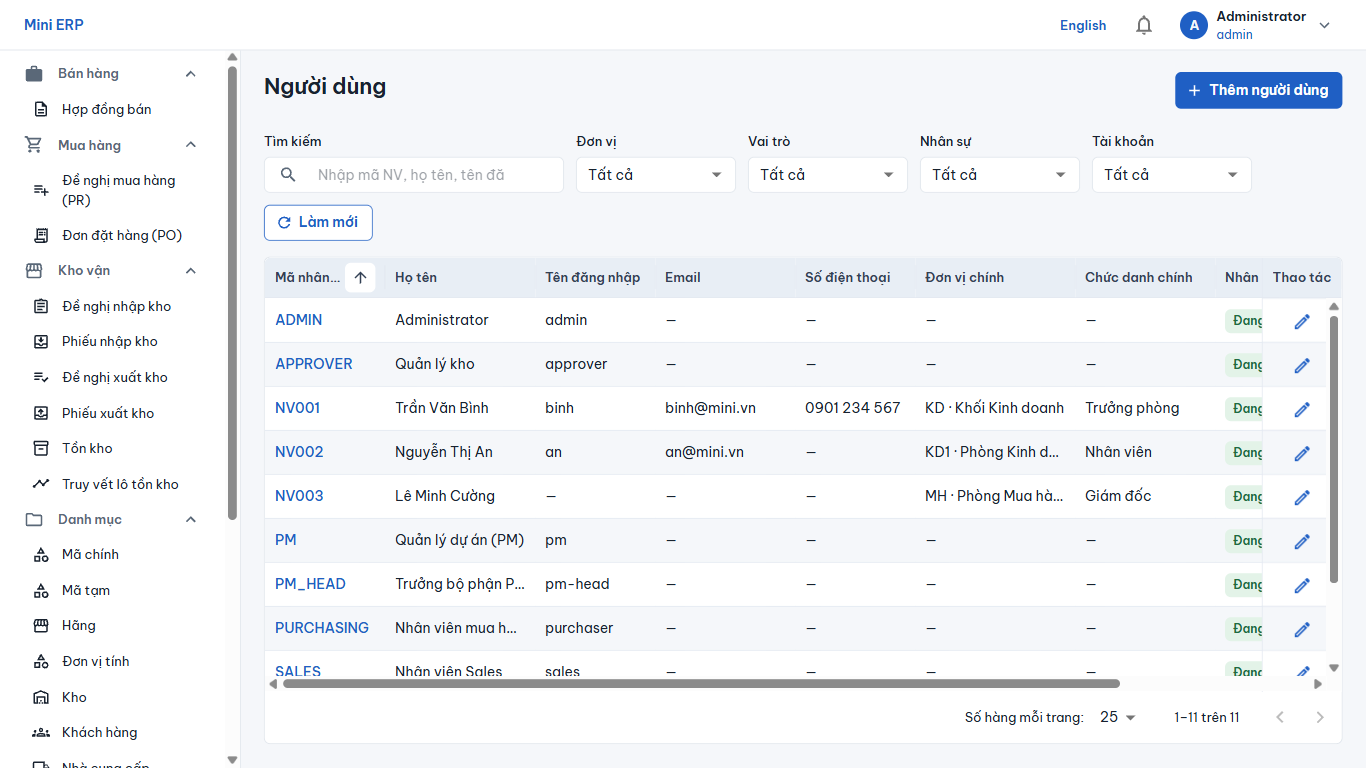 Mini ERP
English
A
Administrator
admin
Bán hàng
Hợp đồng bán
Mua hàng
Đề nghị mua hàng
(PR)
Đơn đặt hàng (PO)
Kho vận
Đề nghị nhập kho
Phiếu nhập kho
Đề nghị xuất kho
Phiếu xuất kho
Tồn kho
Truy vết lô tồn kho
Danh mục
Mã chính
Mã tạm
Hãng
Đơn vị tính
Kho
Khách hàng
Nhà cung cấp
Người dùng
+ Thêm người dùng
Tìm kiếm
Đơn vị
Vai trò
Nhân sự
Tài khoản
Nhập mã NV, họ tên, tên đă
Tất cả
Tất cả
Tất cả
Tất cả
Làm mới
Mã nhân... Họ tên Tên đăng nhập Email Số điện thoại Đơn vị chính Chức danh chính Nhân Thao tác
ADMIN Administrator admin — — — — Đang
APPROVER Quản lý kho approver — — — — Đang
NV001 Trần Văn Bình binh binh@mini.vn 0901 234 567 KD · Khối Kinh doanh Trưởng phòng Đang
NV002 Nguyễn Thị An an an@mini.vn — KD1 · Phòng Kinh d... Nhân viên Đang
NV003 Lê Minh Cường — — — MH · Phòng Mua hà... Giám đốc Đang
PM Quản lý dự án (PM) pm — — — — Đang
PM_HEAD Trưởng bộ phận P... pm-head — — — — Đang
PURCHASING Nhân viên mua h... purchaser — — — — Đang
SALES Nhân viên Sales sales — — — — Đang
Số hàng mỗi trang: 25 1–11 trên 11